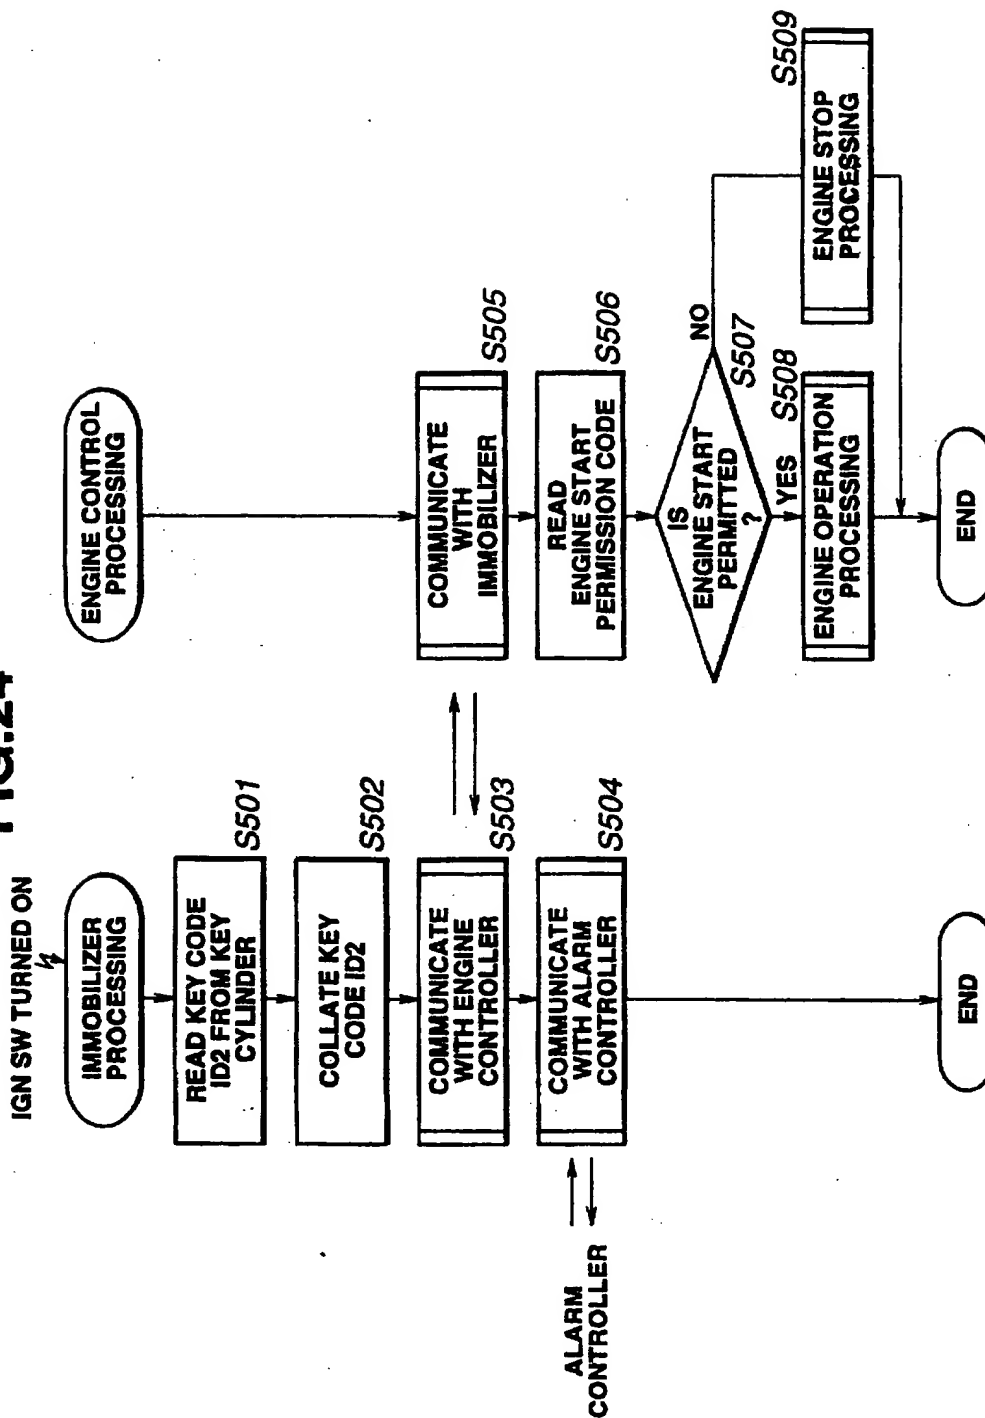 FIG.24
IGN SW TURNED ON
IMMOBILIZER
PROCESSING
READ KEY CODE
ID2 FROM KEY
CYLINDER
S501
COLLATE KEY
CODE ID2
S502
COMMUNICATE
WITH ENGINE
CONTROLLER
S503
COMMUNICATE
WITH ALARM
CONTROLLER
S504
ALARM
CONTROLLER
END
ENGINE CONTROL
PROCESSING
COMMUNICATE
WITH
IMMOBILIZER
S505
READ
ENGINE START
PERMISSION CODE
S506
IS
ENGINE START
PERMITTED
?
S507
NO
YES
S508
ENGINE OPERATION
PROCESSING
S509
ENGINE STOP
PROCESSING
END